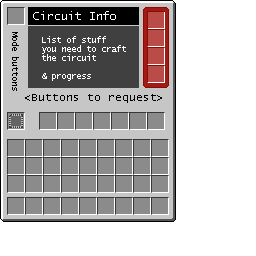 Circuit Info
List of stuff
you need to craft
the circuit
& progress
Mode buttons
<Buttons to request>